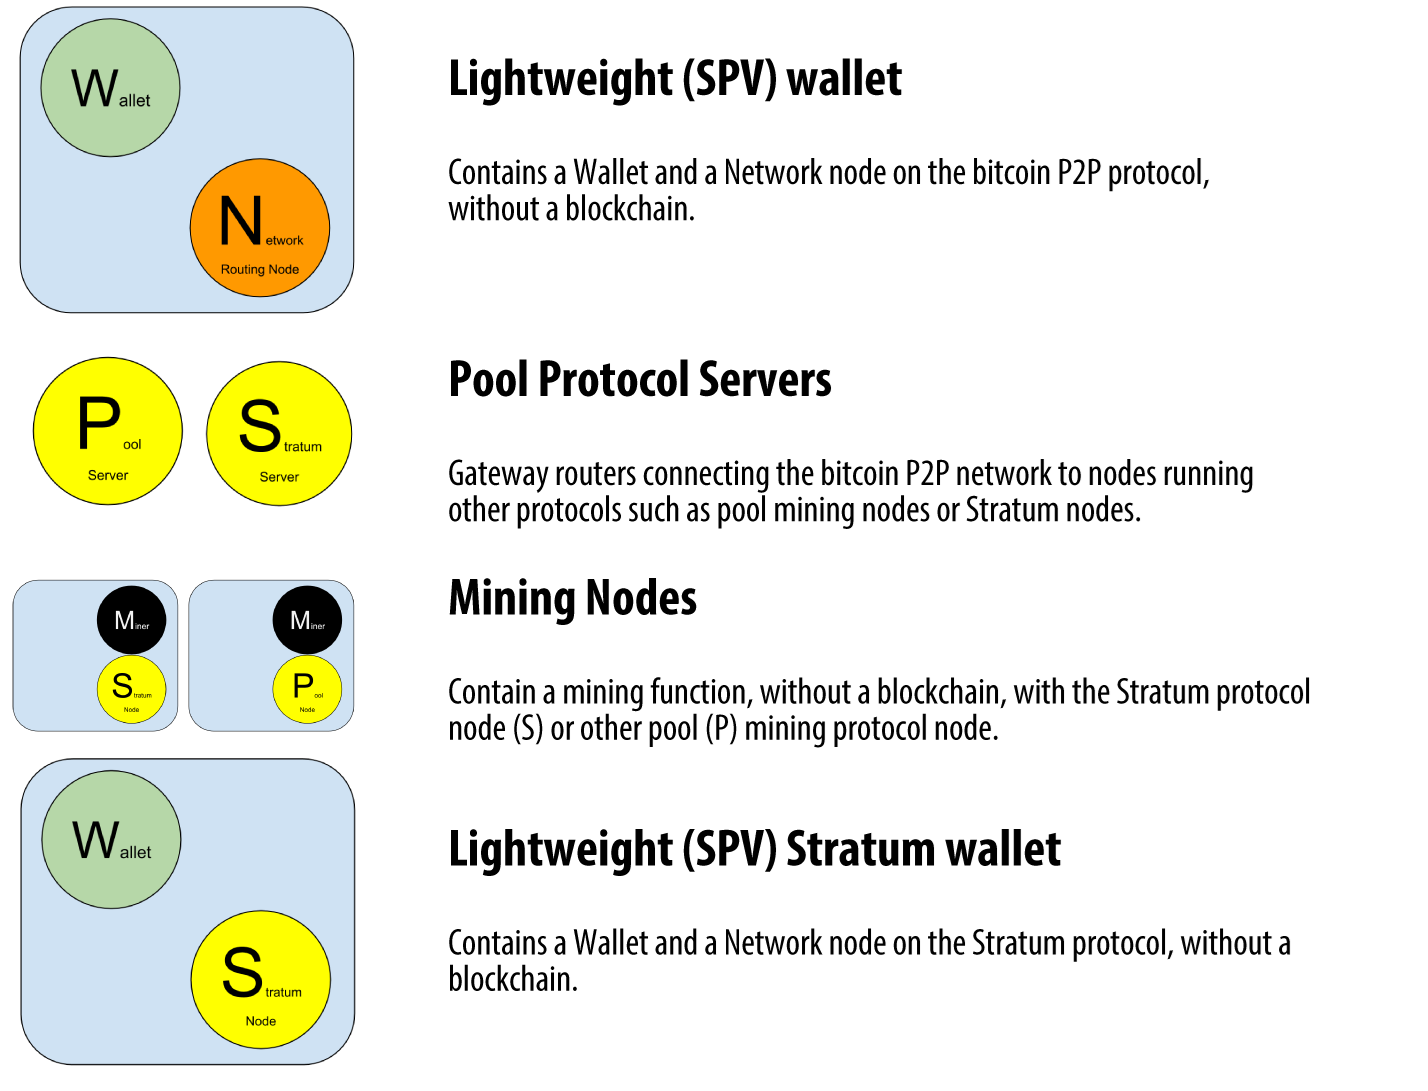 Wallet
Network
Routing Node
Lightweight (SPV) wallet
Contains a Wallet and a Network node on the bitcoin P2P protocol,
without a blockchain.
Pool
Server
Stratum
Server
Pool Protocol Servers
Gateway routers connecting the bitcoin P2P network to nodes running
other protocols such as pool mining nodes or Stratum nodes.
Miner
Stratum
Node
Miner
Pool
Node
Mining Nodes
Contain a mining function, without a blockchain, with the Stratum protocol
node (S) or other pool (P) mining protocol node.
Wallet
Stratum
Node
Lightweight (SPV) Stratum wallet
Contains a Wallet and a Network node on the Stratum protocol, without a
blockchain.